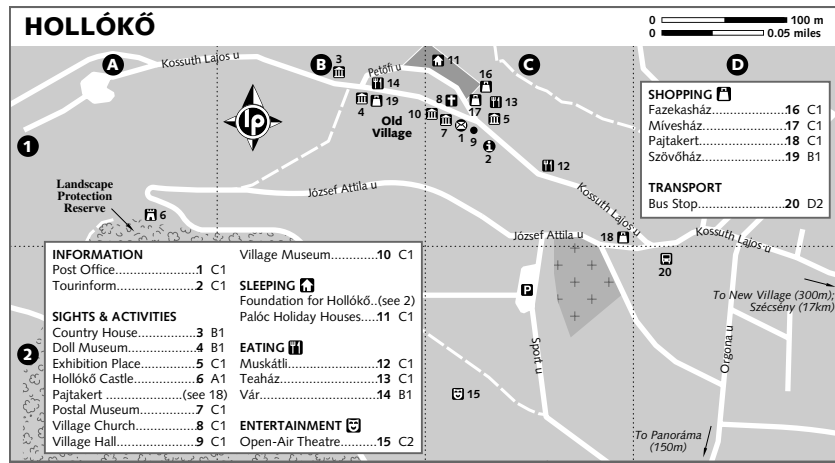 HOLLÓKŐ
0 100 m
0 0.05 miles
A
B
C
D
1
2
Kossuth Lajos u
3
Petőfi u
14
11
16
4
19
Old
Village
8
10
7
17
1
9
13
5
2
12
Kossuth Lajos u
lp
Landscape
Protection
Reserve
6
József Attila u
József Attila u
18
Kossuth Lajos u
20
P
Sport u
Orgona u
15
To New Village (300m);
Szécsény (17km)
To Panoráma
(150m)
SHOPPING
Fazekasház..................16 C1
Mívesház.....................17 C1
Pajtakert......................18 C1
Szövőház.....................19 B1
TRANSPORT
Bus Stop......................20 D2
INFORMATION
Post Office......................1 C1
Tourinform.....................2 C1
SIGHTS & ACTIVITIES
Country House................3 B1
Doll Museum..................4 B1
Exhibition Place..............5 C1
Hollókő Castle................6 A1
Pajtakert ...............(see 18)
Postal Museum...............7 C1
Village Church................8 C1
Village Hall.....................9 C1
Village Museum............10 C1
SLEEPING
Foundation for Hollókő..(see 2)
Palóc Holiday Houses.....11 C1
EATING
Muskátli.......................12 C1
Teaház.........................13 C1
Vár..............................14 B1
ENTERTAINMENT
Open-Air Theatre..........15 C2